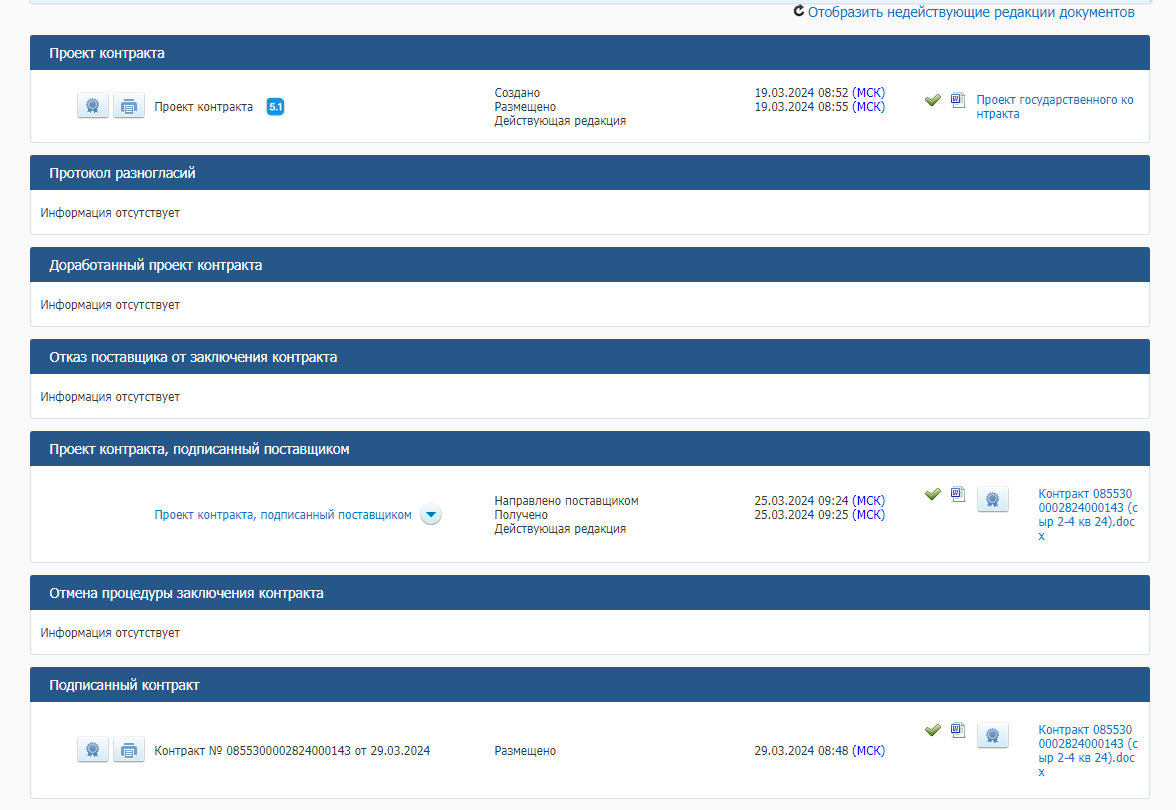 Отобразить недействующие редакции документов
Проект контракта
Проект контракта 5.1
Создано 19.03.2024 08:52 (МСК)
Размещено 19.03.2024 08:55 (МСК)
Действующая редакция
Проект государственного ко
нтракта
Протокол разногласий
Информация отсутствует
Доработанный проект контракта
Информация отсутствует
Отказ поставщика от заключения контракта
Информация отсутствует
Проект контракта, подписанный поставщиком
Проект контракта, подписанный поставщиком
Направлено поставщиком 25.03.2024 09:24 (МСК)
Получено 25.03.2024 09:25 (МСК)
Действующая редакция
Контракт 085530
0002824000143 (с
ыр 2-4 кв 24).doc
x
Отмена процедуры заключения контракта
Информация отсутствует
Подписанный контракт
Контракт № 0855300002824000143 от 29.03.2024
Размещено 29.03.2024 08:48 (МСК)
Контракт 085530
0002824000143 (с
ыр 2-4 кв 24).doc
x